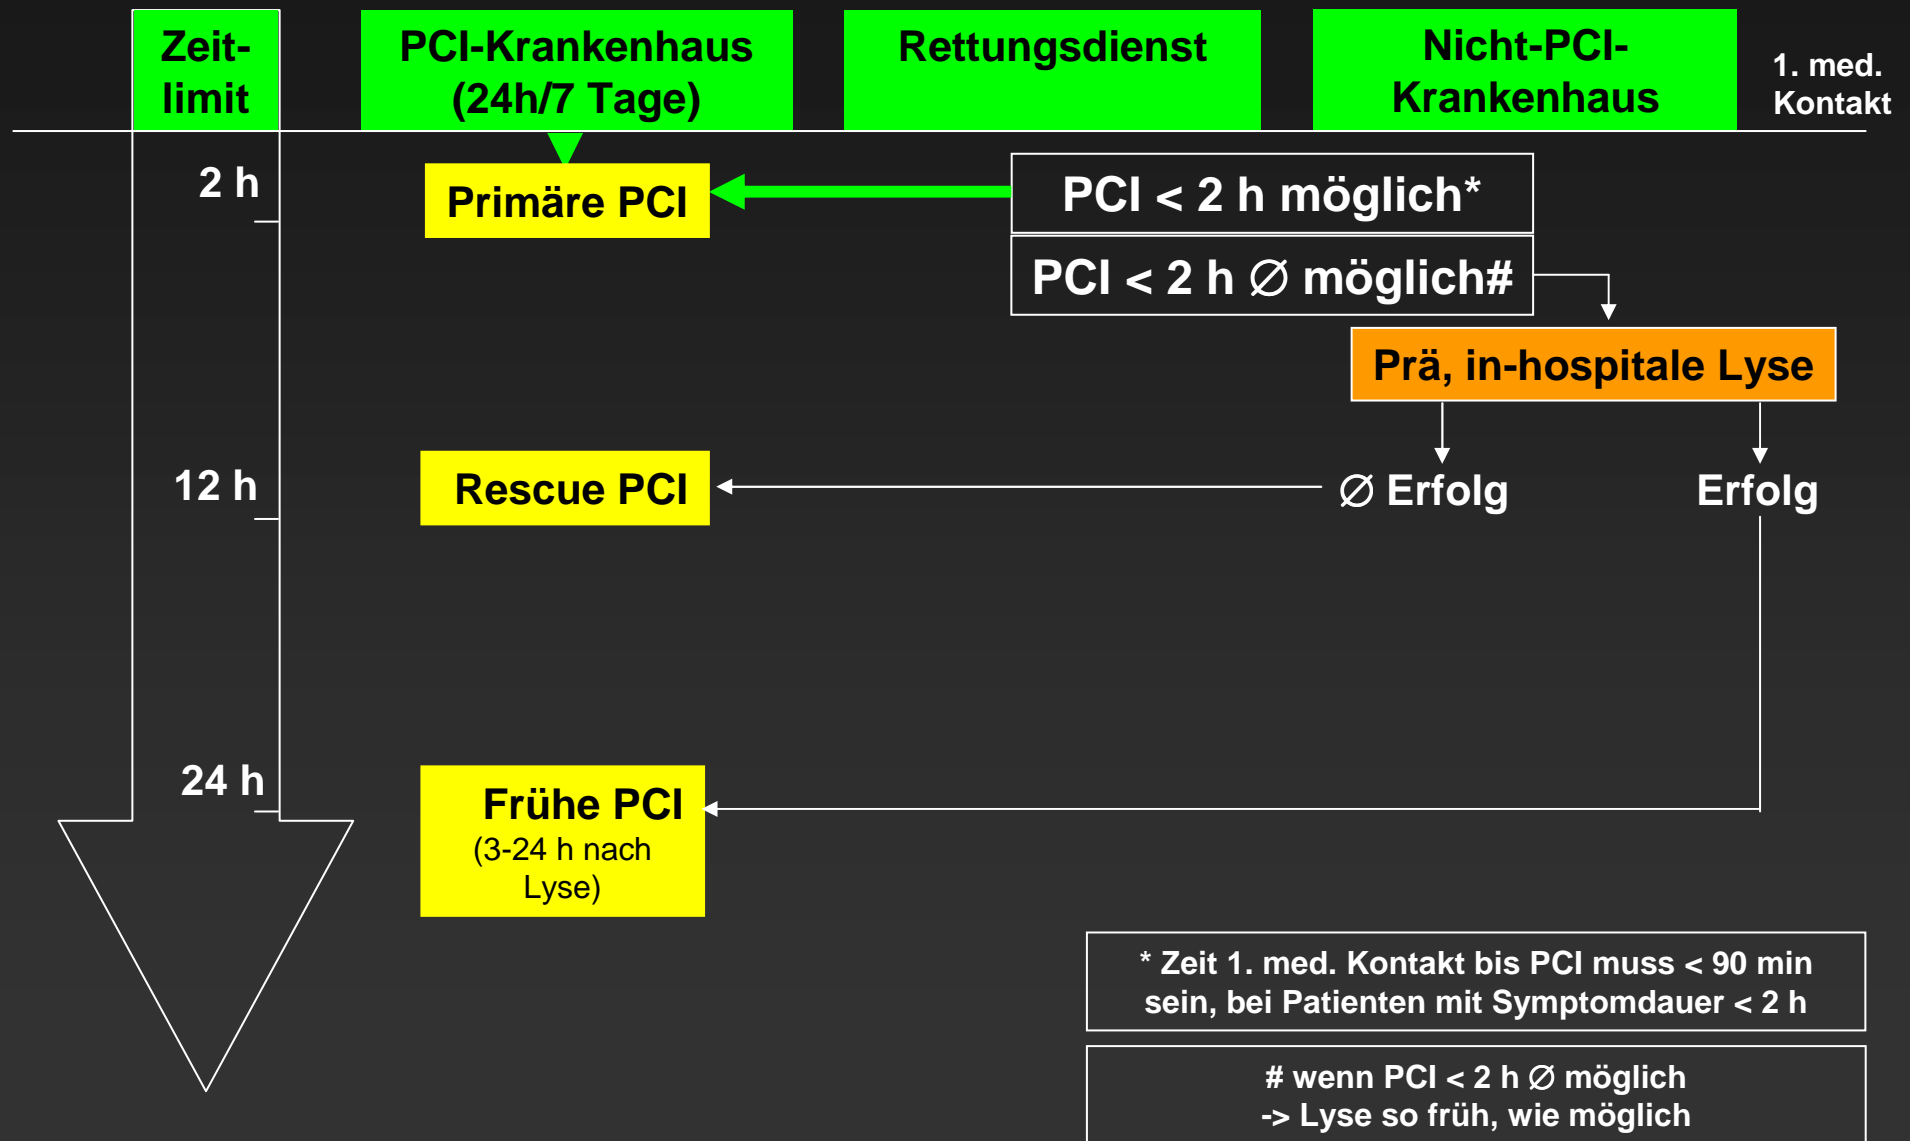 Zeit-
limit
PCI-Krankenhaus
(24h/7 Tage)
Rettungsdienst
Nicht-PCI-
Krankenhaus
1. med.
Kontakt
2 h
Primäre PCI
PCI < 2 h möglich*
PCI < 2 h ∅ möglich#
Prä, in-hospitale Lyse
12 h
Rescue PCI
∅ Erfolg
Erfolg
24 h
Frühe PCI
(3-24 h nach
Lyse)
* Zeit 1. med. Kontakt bis PCI muss < 90 min
sein, bei Patienten mit Symptomdauer < 2 h
# wenn PCI < 2 h ∅ möglich
-> Lyse so früh, wie möglich